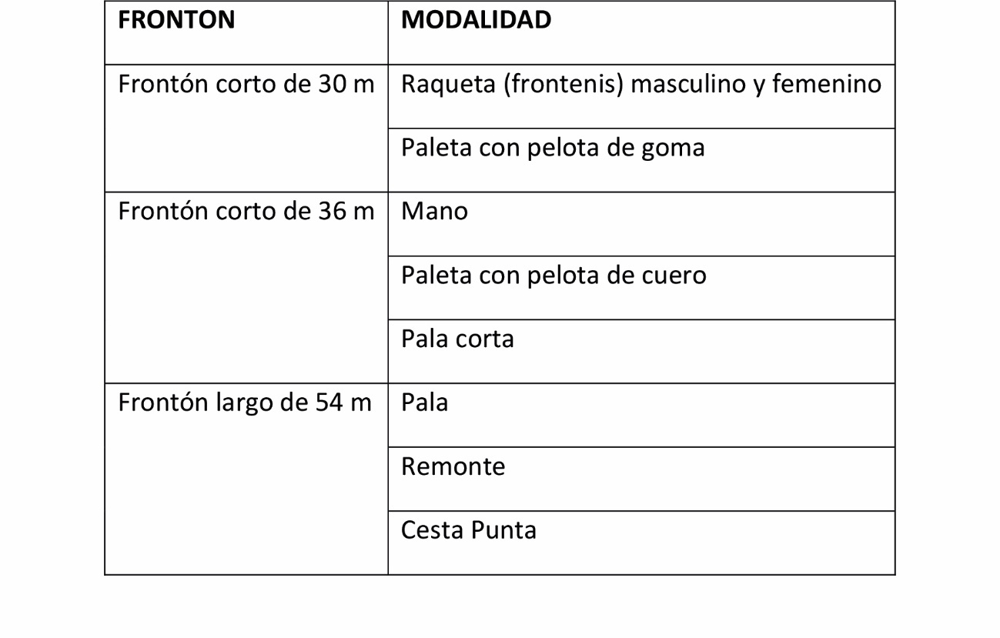 FRONTON MODALIDAD
Frontón corto de 30 m Raqueta (frontenis) masculino y femenino
Paleta con pelota de goma
Frontón corto de 36 m Mano
Paleta con pelota de cuero
Pala corta
Frontón largo de 54 m Pala
Remonte
Cesta Punta